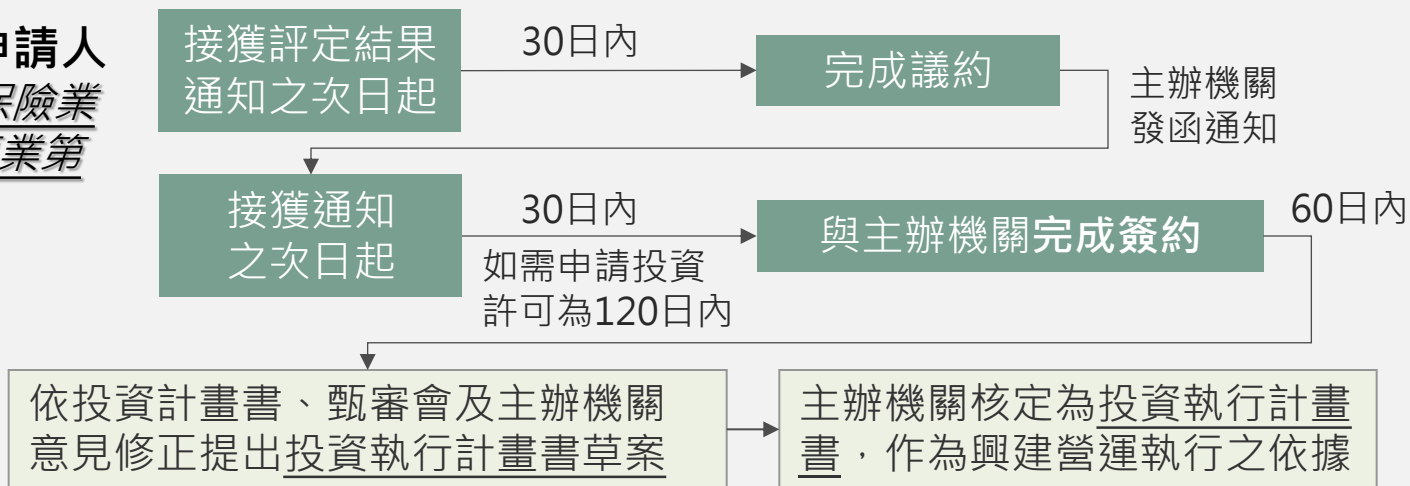 申請人
保險業
業第
接獲評定結果
通知之次日起
30日內
完成議約
主辦機關
發函通知
接獲通知
之次日起
30日內
如需申請投資
許可為120日內
與主辦機關完成簽約
60日內
依投資計畫書、甄審會及主辦機關
意見修正提出投資執行計畫書草案
主辦機關核定為投資執行計畫
書，作為興建營運執行之依據